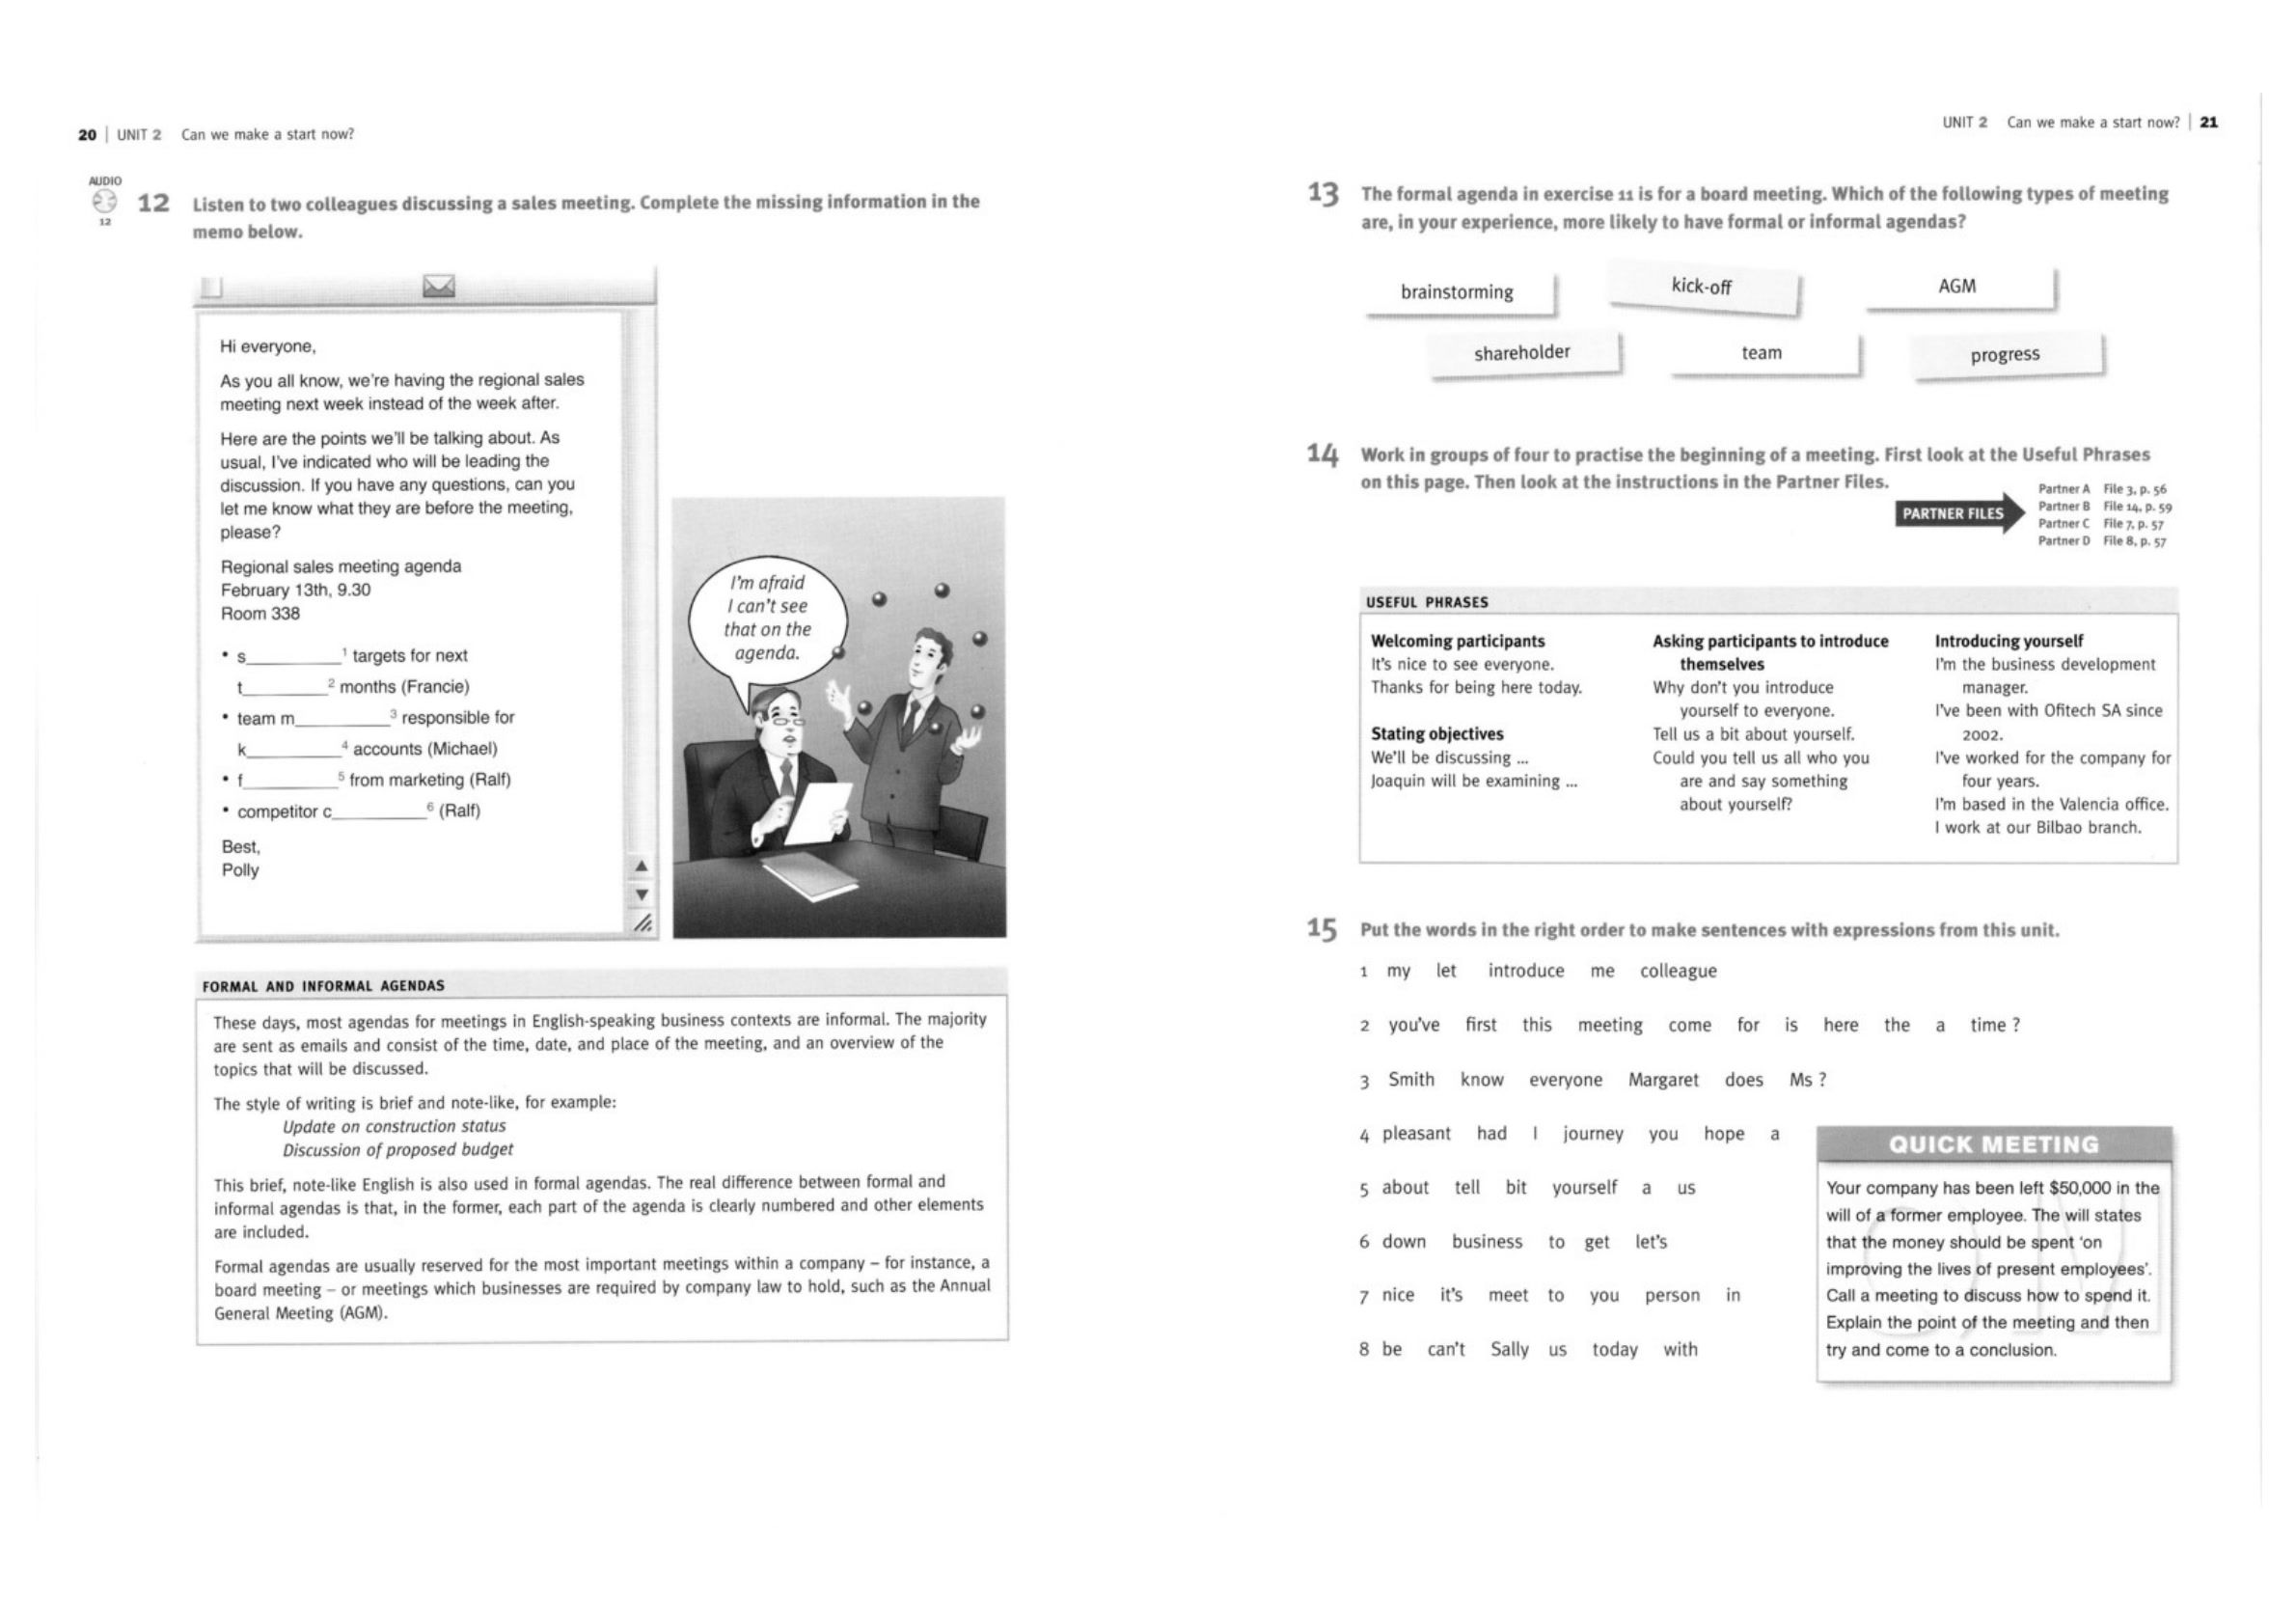 20 | UNIT 2 Can we make a start now?
AUDIO
12
12 Listen to two colleagues discussing a sales meeting. Complete the missing information in the
memo below.
Hi everyone,
As you all know, we're having the regional sales
meeting next week instead of the week after.
Here are the points we'll be talking about. As
usual, I've indicated who will be leading the
discussion. If you have any questions, can you
let me know what they are before the meeting,
please?
Regional sales meeting agenda
February 13th, 9.30
Room 338
• s_________¹ targets for next
t_________² months (Francie)
• team m_________³ responsible for
k_________⁴ accounts (Michael)
• f_________⁵ from marketing (Ralf)
• competitor c_________⁶ (Ralf)
Best,
Polly
I'm afraid
I can't see
that on the
agenda.
FORMAL AND INFORMAL AGENDAS
These days, most agendas for meetings in English-speaking business contexts are informal. The majority
are sent as emails and consist of the time, date, and place of the meeting, and an overview of the
topics that will be discussed.
The style of writing is brief and note-like, for example:
Update on construction status
Discussion of proposed budget
This brief, note-like English is also used in formal agendas. The real difference between formal and
informal agendas is that, in the former, each part of the agenda is clearly numbered and other elements
are included.
Formal agendas are usually reserved for the most important meetings within a company – for instance, a
board meeting – or meetings which businesses are required by company law to hold, such as the Annual
General Meeting (AGM).
UNIT 2 Can we make a start now? | 21
13 The formal agenda in exercise 11 is for a board meeting. Which of the following types of meeting
are, in your experience, more likely to have formal or informal agendas?
brainstorming kick-off AGM
shareholder team progress
14 Work in groups of four to practise the beginning of a meeting. First look at the Useful Phrases
on this page. Then look at the instructions in the Partner Files.
PARTNER FILES
Partner A File 3, p. 56
Partner B File 14, p. 59
Partner C File 7, p. 57
Partner D File 8, p. 57
USEFUL PHRASES
Welcoming participants
It's nice to see everyone.
Thanks for being here today.
Stating objectives
We'll be discussing ...
Joaquin will be examining ...
Asking participants to introduce
themselves
Why don't you introduce
yourself to everyone.
Tell us a bit about yourself.
Could you tell us all who you
are and say something
about yourself?
Introducing yourself
I'm the business development
manager.
I've been with Ofitech SA since
2002.
I've worked for the company for
four years.
I'm based in the Valencia office.
I work at our Bilbao branch.
15 Put the words in the right order to make sentences with expressions from this unit.
1 my let introduce me colleague
2 you've first this meeting come for is here the a time ?
3 Smith know everyone Margaret does Ms ?
4 pleasant had I journey you hope a
5 about tell bit yourself a us
6 down business to get let's
7 nice it's meet to you person in
8 be can't Sally us today with
QUICK MEETING
Your company has been left $50,000 in the
will of a former employee. The will states
that the money should be spent 'on
improving the lives of present employees'.
Call a meeting to discuss how to spend it.
Explain the point of the meeting and then
try and come to a conclusion.